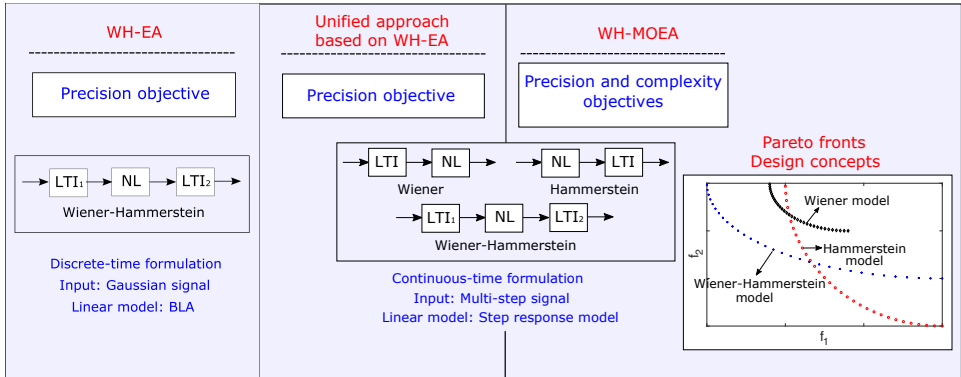 WH-EA
Precision objective
LTI1
NL
LTI2
Wiener-Hammerstein
Discrete-time formulation
Input: Gaussian signal
Linear model: BLA
Unified approach
based on WH-EA
Precision objective
WH-MOEA
Precision and complexity
objectives
LTI
NL
Wiener
NL
LTI
Hammerstein
LTI1
NL
LTI2
Wiener-Hammerstein
Continuous-time formulation
Input: Multi-step signal
Linear model: Step response model
Pareto fronts
Design concepts
Wiener model
Hammerstein
model
Wiener-Hammerstein
model
f2
f1